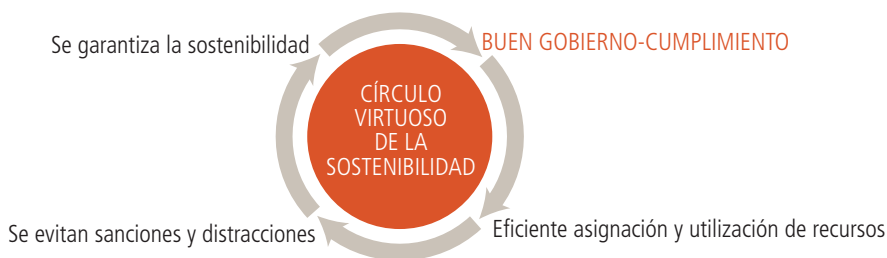 Se garantiza la sostenibilidad
BUEN GOBIERNO-CUMPLIMIENTO
CÍRCULO
VIRTUOSO
DE LA
SOSTENIBILIDAD
Se evitan sanciones y distracciones
Eficiente asignación y utilización de recursos